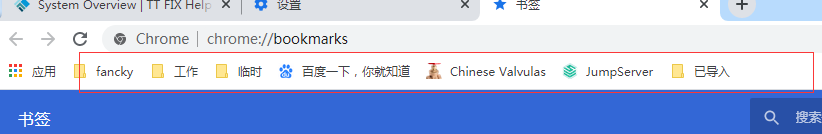 System Overview | TT FIX Help
设置
书签
Chrome | chrome://bookmarks
应用 fancky 工作 临时 百度一下，你就知道 Chinese Valvulas JumpServer 已导入
书签 搜索